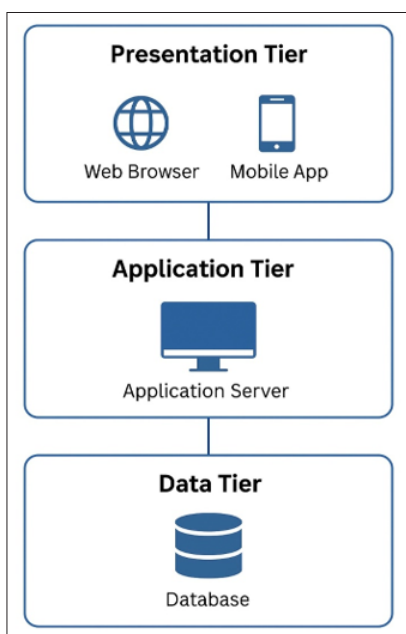 Presentation Tier
Web Browser Mobile App
Application Tier
Application Server
Data Tier
Database